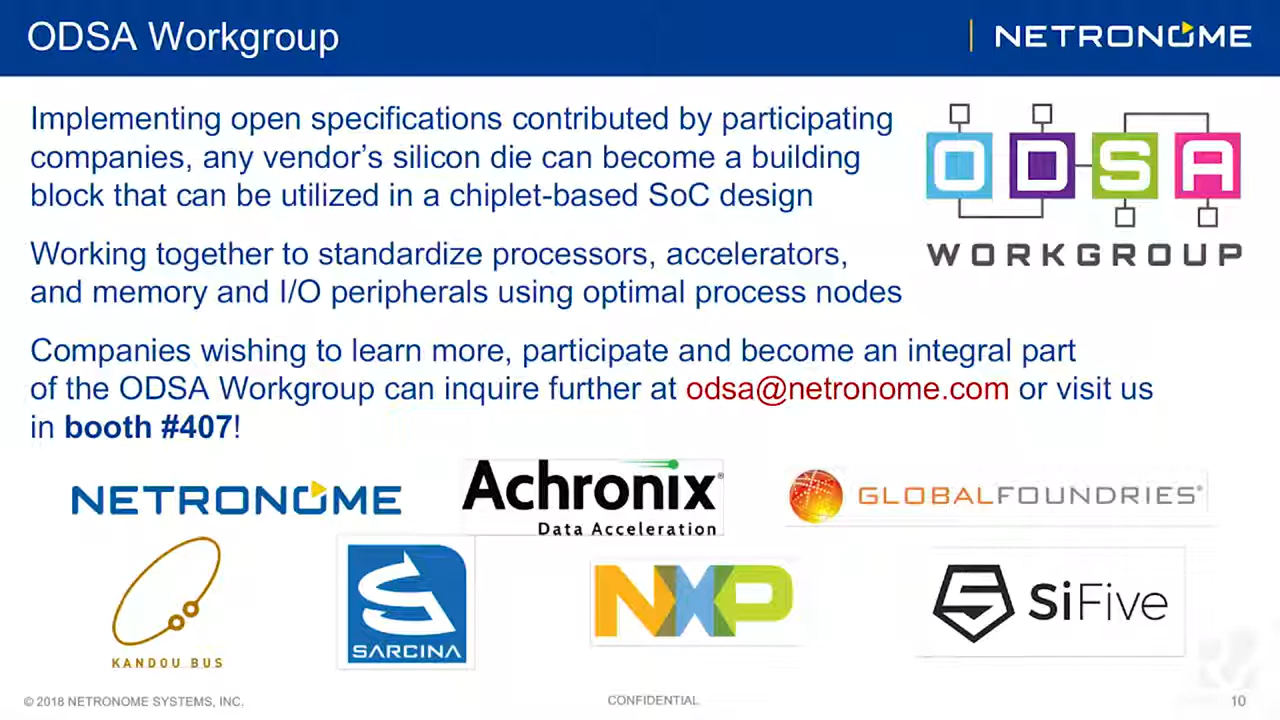 ODSA Workgroup
NETRONOME
Implementing open specifications contributed by participating
companies, any vendor's silicon die can become a building
block that can be utilized in a chiplet-based SoC design
ODSA
WORKGROUP
Working together to standardize processors, accelerators,
and memory and I/O peripherals using optimal process nodes
Companies wishing to learn more, participate and become an integral part
of the ODSA Workgroup can inquire further at odsa@netronome.com or visit us
in booth #407!
NETRONOME
Achronix®
Data Acceleration
GLOBALFOUNDRIES®
KANDOU BUS
SARCINA
NXP
SiFive
© 2018 NETRONOME SYSTEMS, INC.
CONFIDENTIAL
10